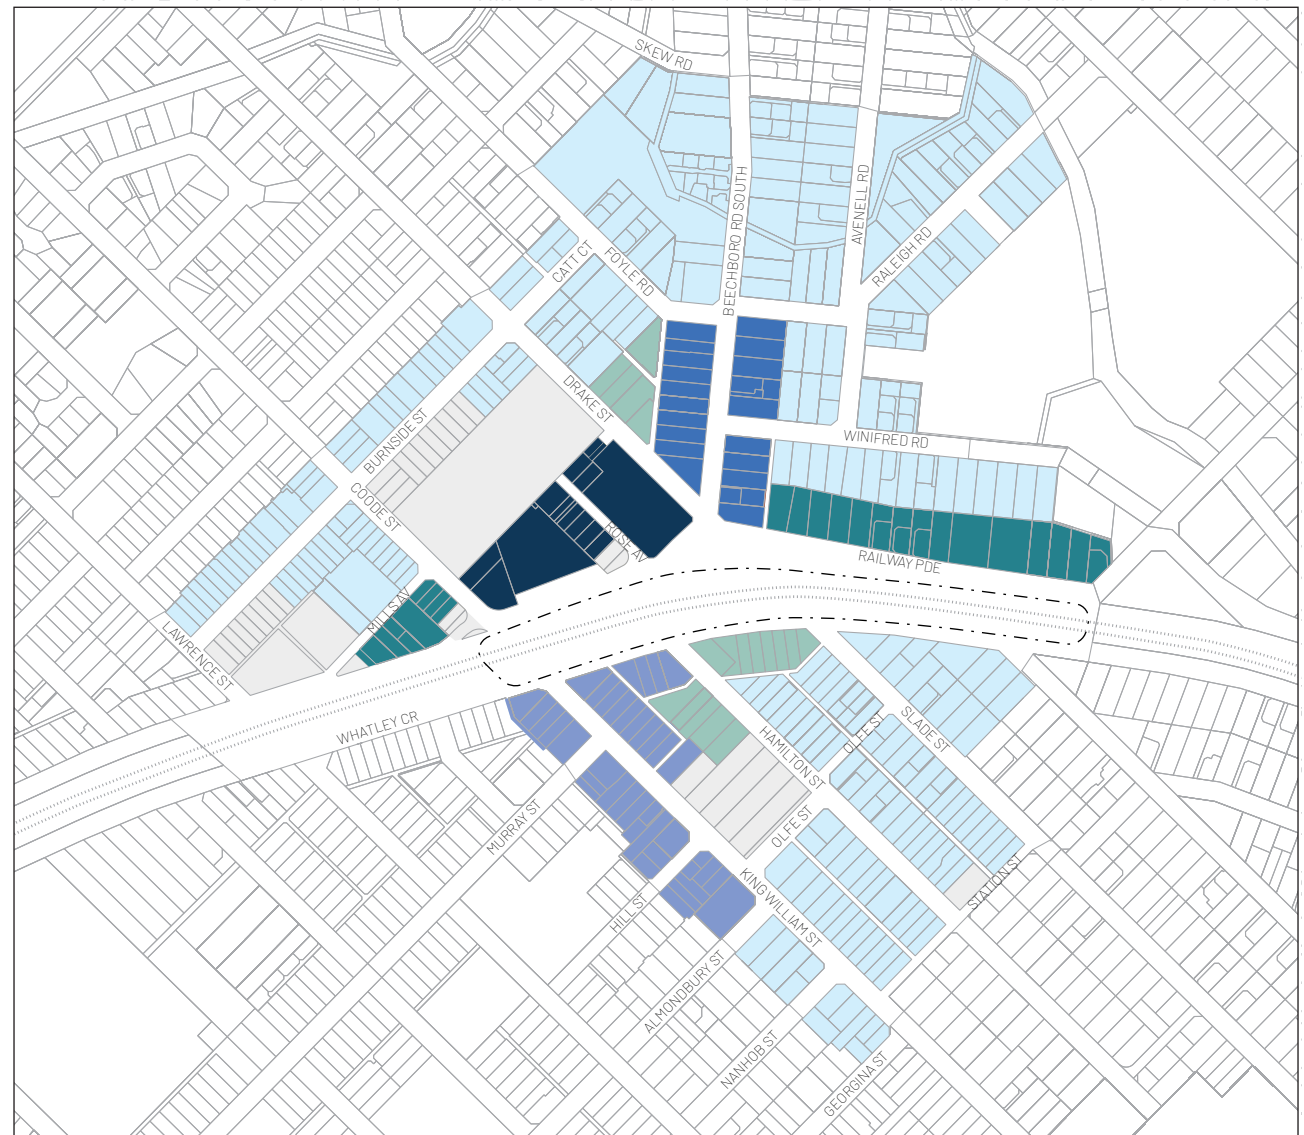 SKEW RD
BEECHBORO RD SOUTH
AVENELL RD
RALEIGH RD
CATT CT
FOYLE RD
DRAKE ST
BURNSIDE ST
COODE ST
WINIFRED RD
ROSE AV
RAILWAY PDE
MILLS AV
LAWRENCE ST
WHATLEY CR
HAMILTON ST
OLFE ST
SLADE ST
MURRAY ST
OLFE ST
STATION ST
KING WILLIAM ST
HILL ST
ALMONDBURY ST
NANHOB ST
GEORGINA ST